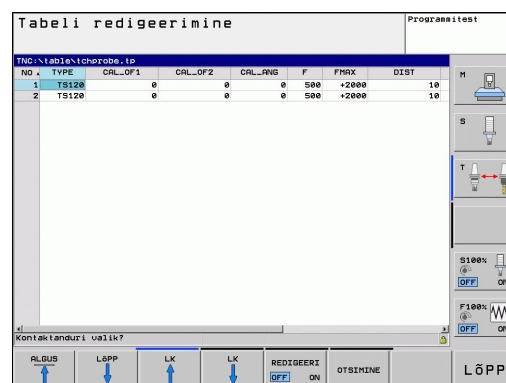 Tabeli redigeerimine
Programmitest
TNC:\table\tchprobe.tp
NO TYPE CAL_OF1 CAL_OF2 CAL_ANG F FMAX DIST
1 TS120 0 0 0 500 +2000 10
2 TS120 0 0 0 500 +2000 10
Kontaktanduri valik?
M
S
T
S100%
OFF ON
F100% W
OFF ON
ALGUS
LõPP
LK
LK
REDIGEERI
OFF ON
OTSIMINE
LõPP